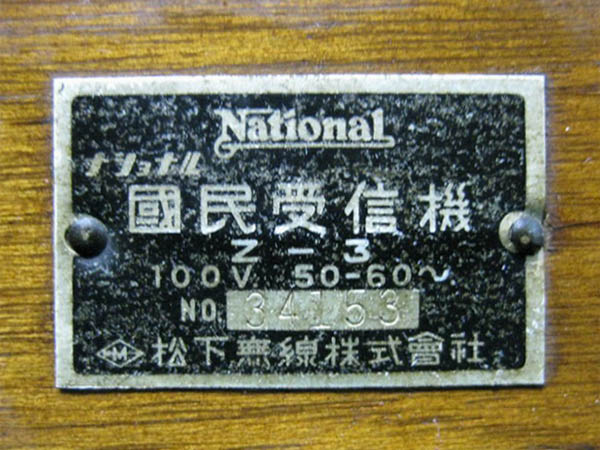 National
ナショナル
國民受信機
Z-3
100V 50-60〜
NO. 34153
M 松下無線株式會社